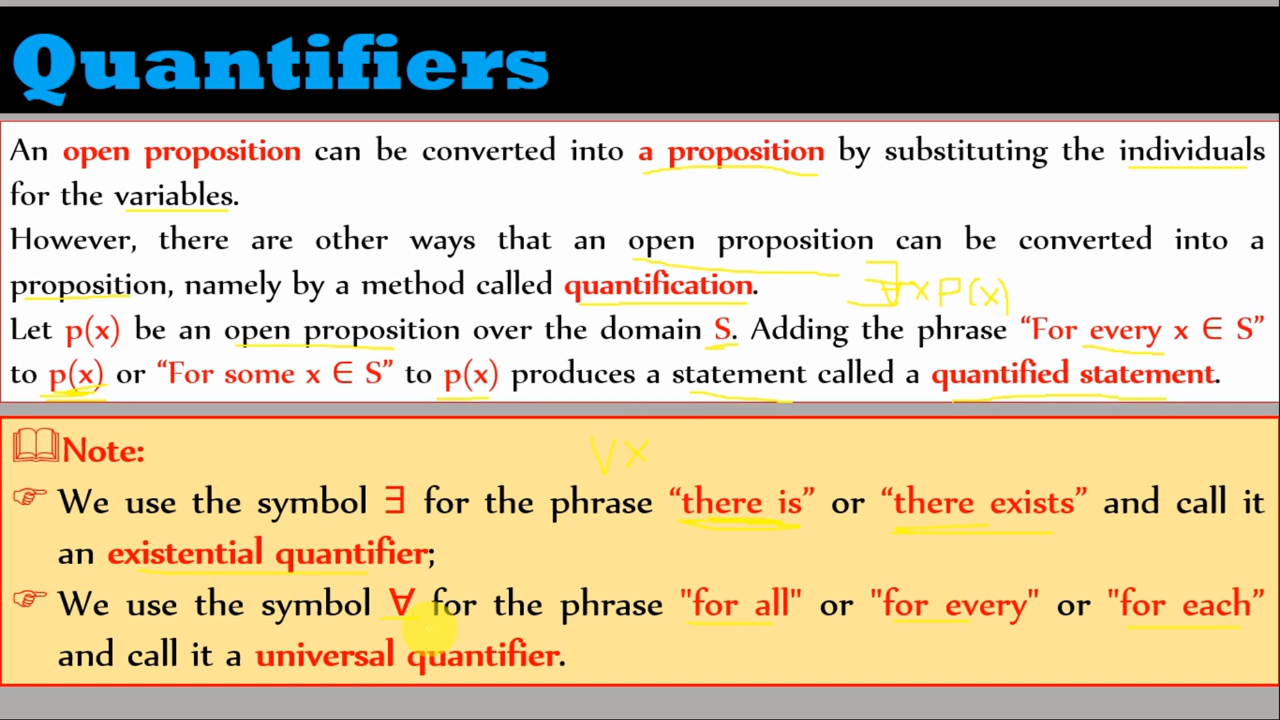 Quantifiers
An open proposition can be converted into a proposition by substituting the individuals
for the variables.
However, there are other ways that an open proposition can be converted into a
proposition, namely by a method called quantification.
∃∀x P(x)
Let p(x) be an open proposition over the domain S. Adding the phrase “For every x ∈ S”
to p(x) or “For some x ∈ S” to p(x) produces a statement called a quantified statement.
Note:
∀x
We use the symbol ∃ for the phrase “there is” or “there exists” and call it
an existential quantifier;
We use the symbol ∀ for the phrase "for all" or "for every" or "for each”
and call it a universal quantifier.